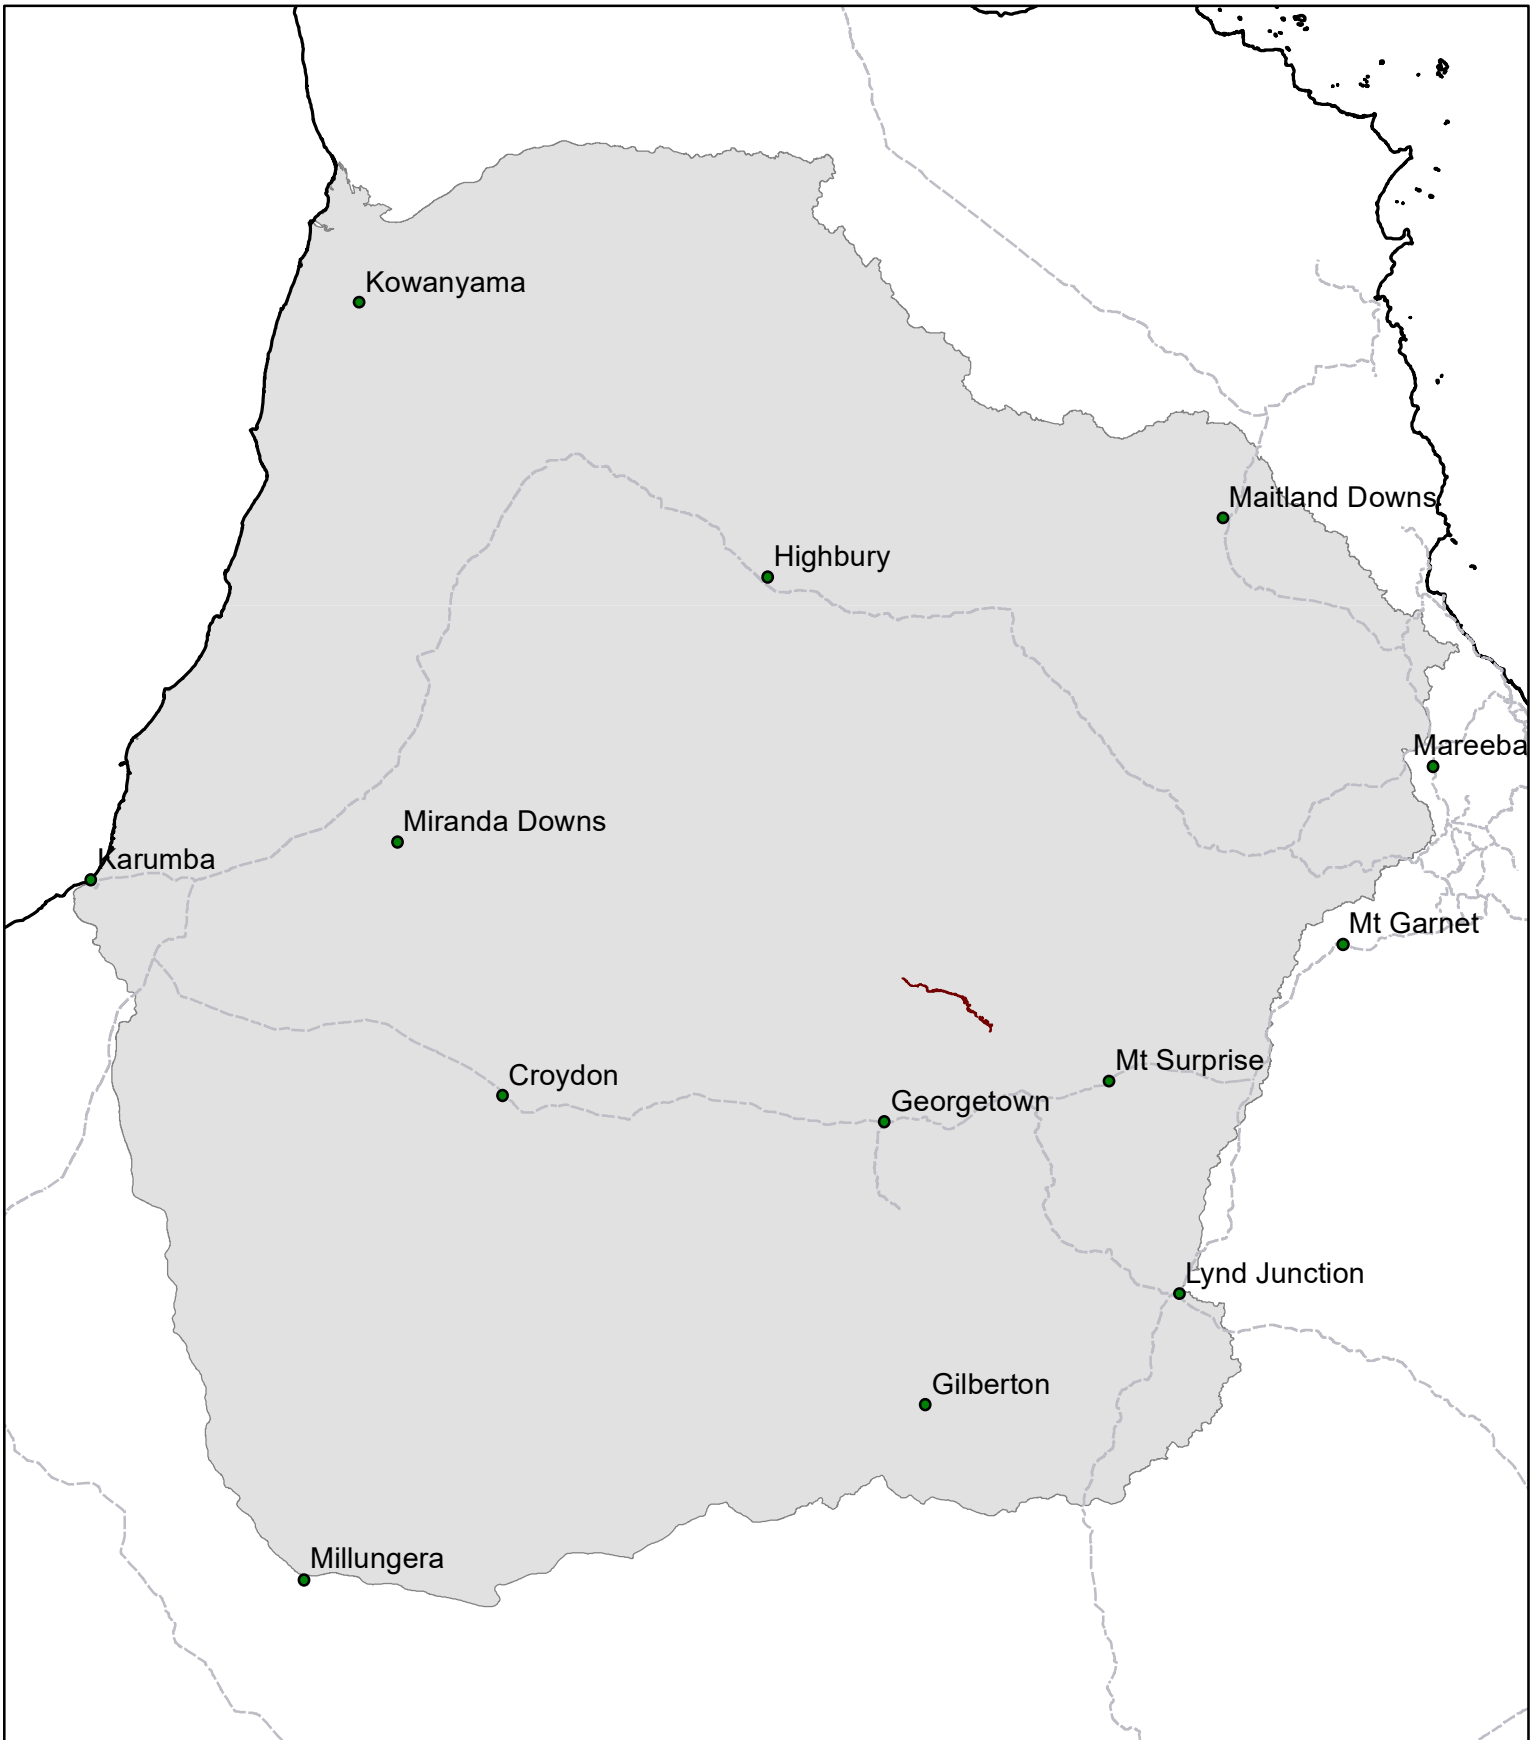 Kowanyama
Maitland Downs
Highbury
Mareeba
Miranda Downs
Karumba
Mt Garnet
Mt Surprise
Croydon
Georgetown
Lynd Junction
Gilberton
Millungera